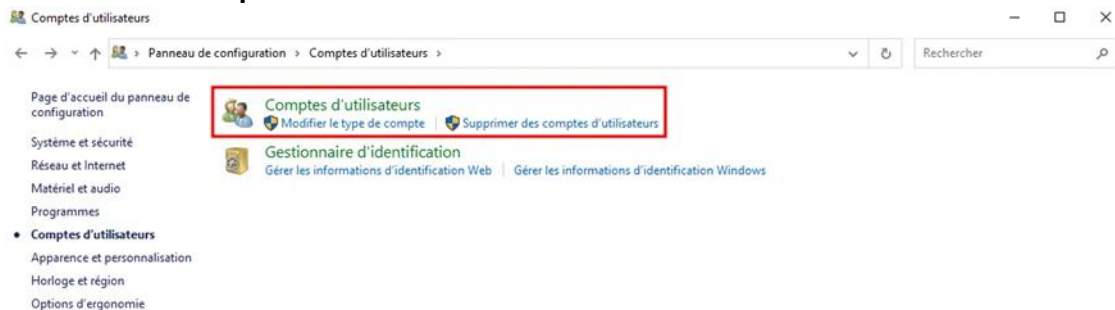 Comptes d'utilisateurs
Panneau de configuration > Comptes d'utilisateurs >
Rechercher
Page d'accueil du panneau de
configuration
Système et sécurité
Réseau et Internet
Matériel et audio
Programmes
Comptes d'utilisateurs
Apparence et personnalisation
Horloge et région
Options d'ergonomie
Comptes d'utilisateurs
Modifier le type de compte
Supprimer des comptes d'utilisateurs
Gestionnaire d'identification
Gérer les informations d'identification Web
Gérer les informations d'identification Windows